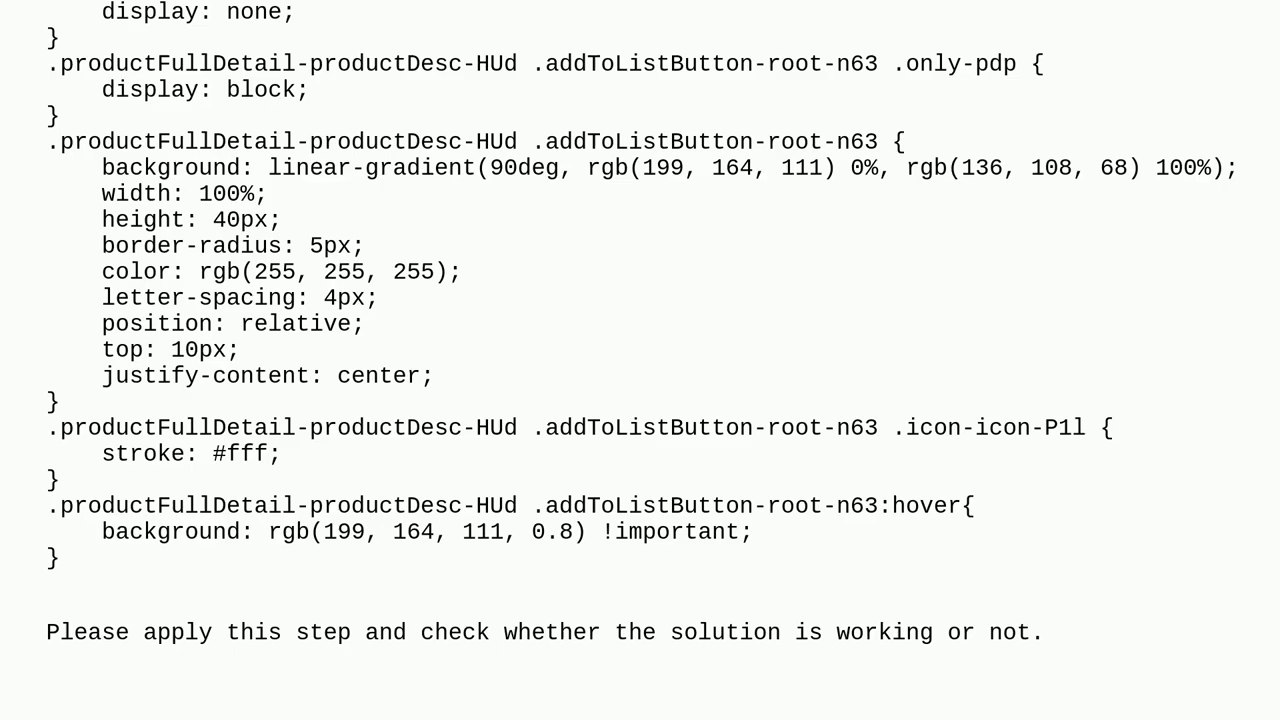 display: none;
}
.productFullDetail-productDesc-HUd .addToListButton-root-n63 .only-pdp {
    display: block;
}
.productFullDetail-productDesc-HUd .addToListButton-root-n63 {
    background: linear-gradient(90deg, rgb(199, 164, 111) 0%, rgb(136, 108, 68) 100%);
    width: 100%;
    height: 40px;
    border-radius: 5px;
    color: rgb(255, 255, 255);
    letter-spacing: 4px;
    position: relative;
    top: 10px;
    justify-content: center;
}
.productFullDetail-productDesc-HUd .addToListButton-root-n63 .icon-icon-P1l {
    stroke: #fff;
}
.productFullDetail-productDesc-HUd .addToListButton-root-n63:hover{
    background: rgb(199, 164, 111, 0.8) !important;
}
Please apply this step and check whether the solution is working or not.